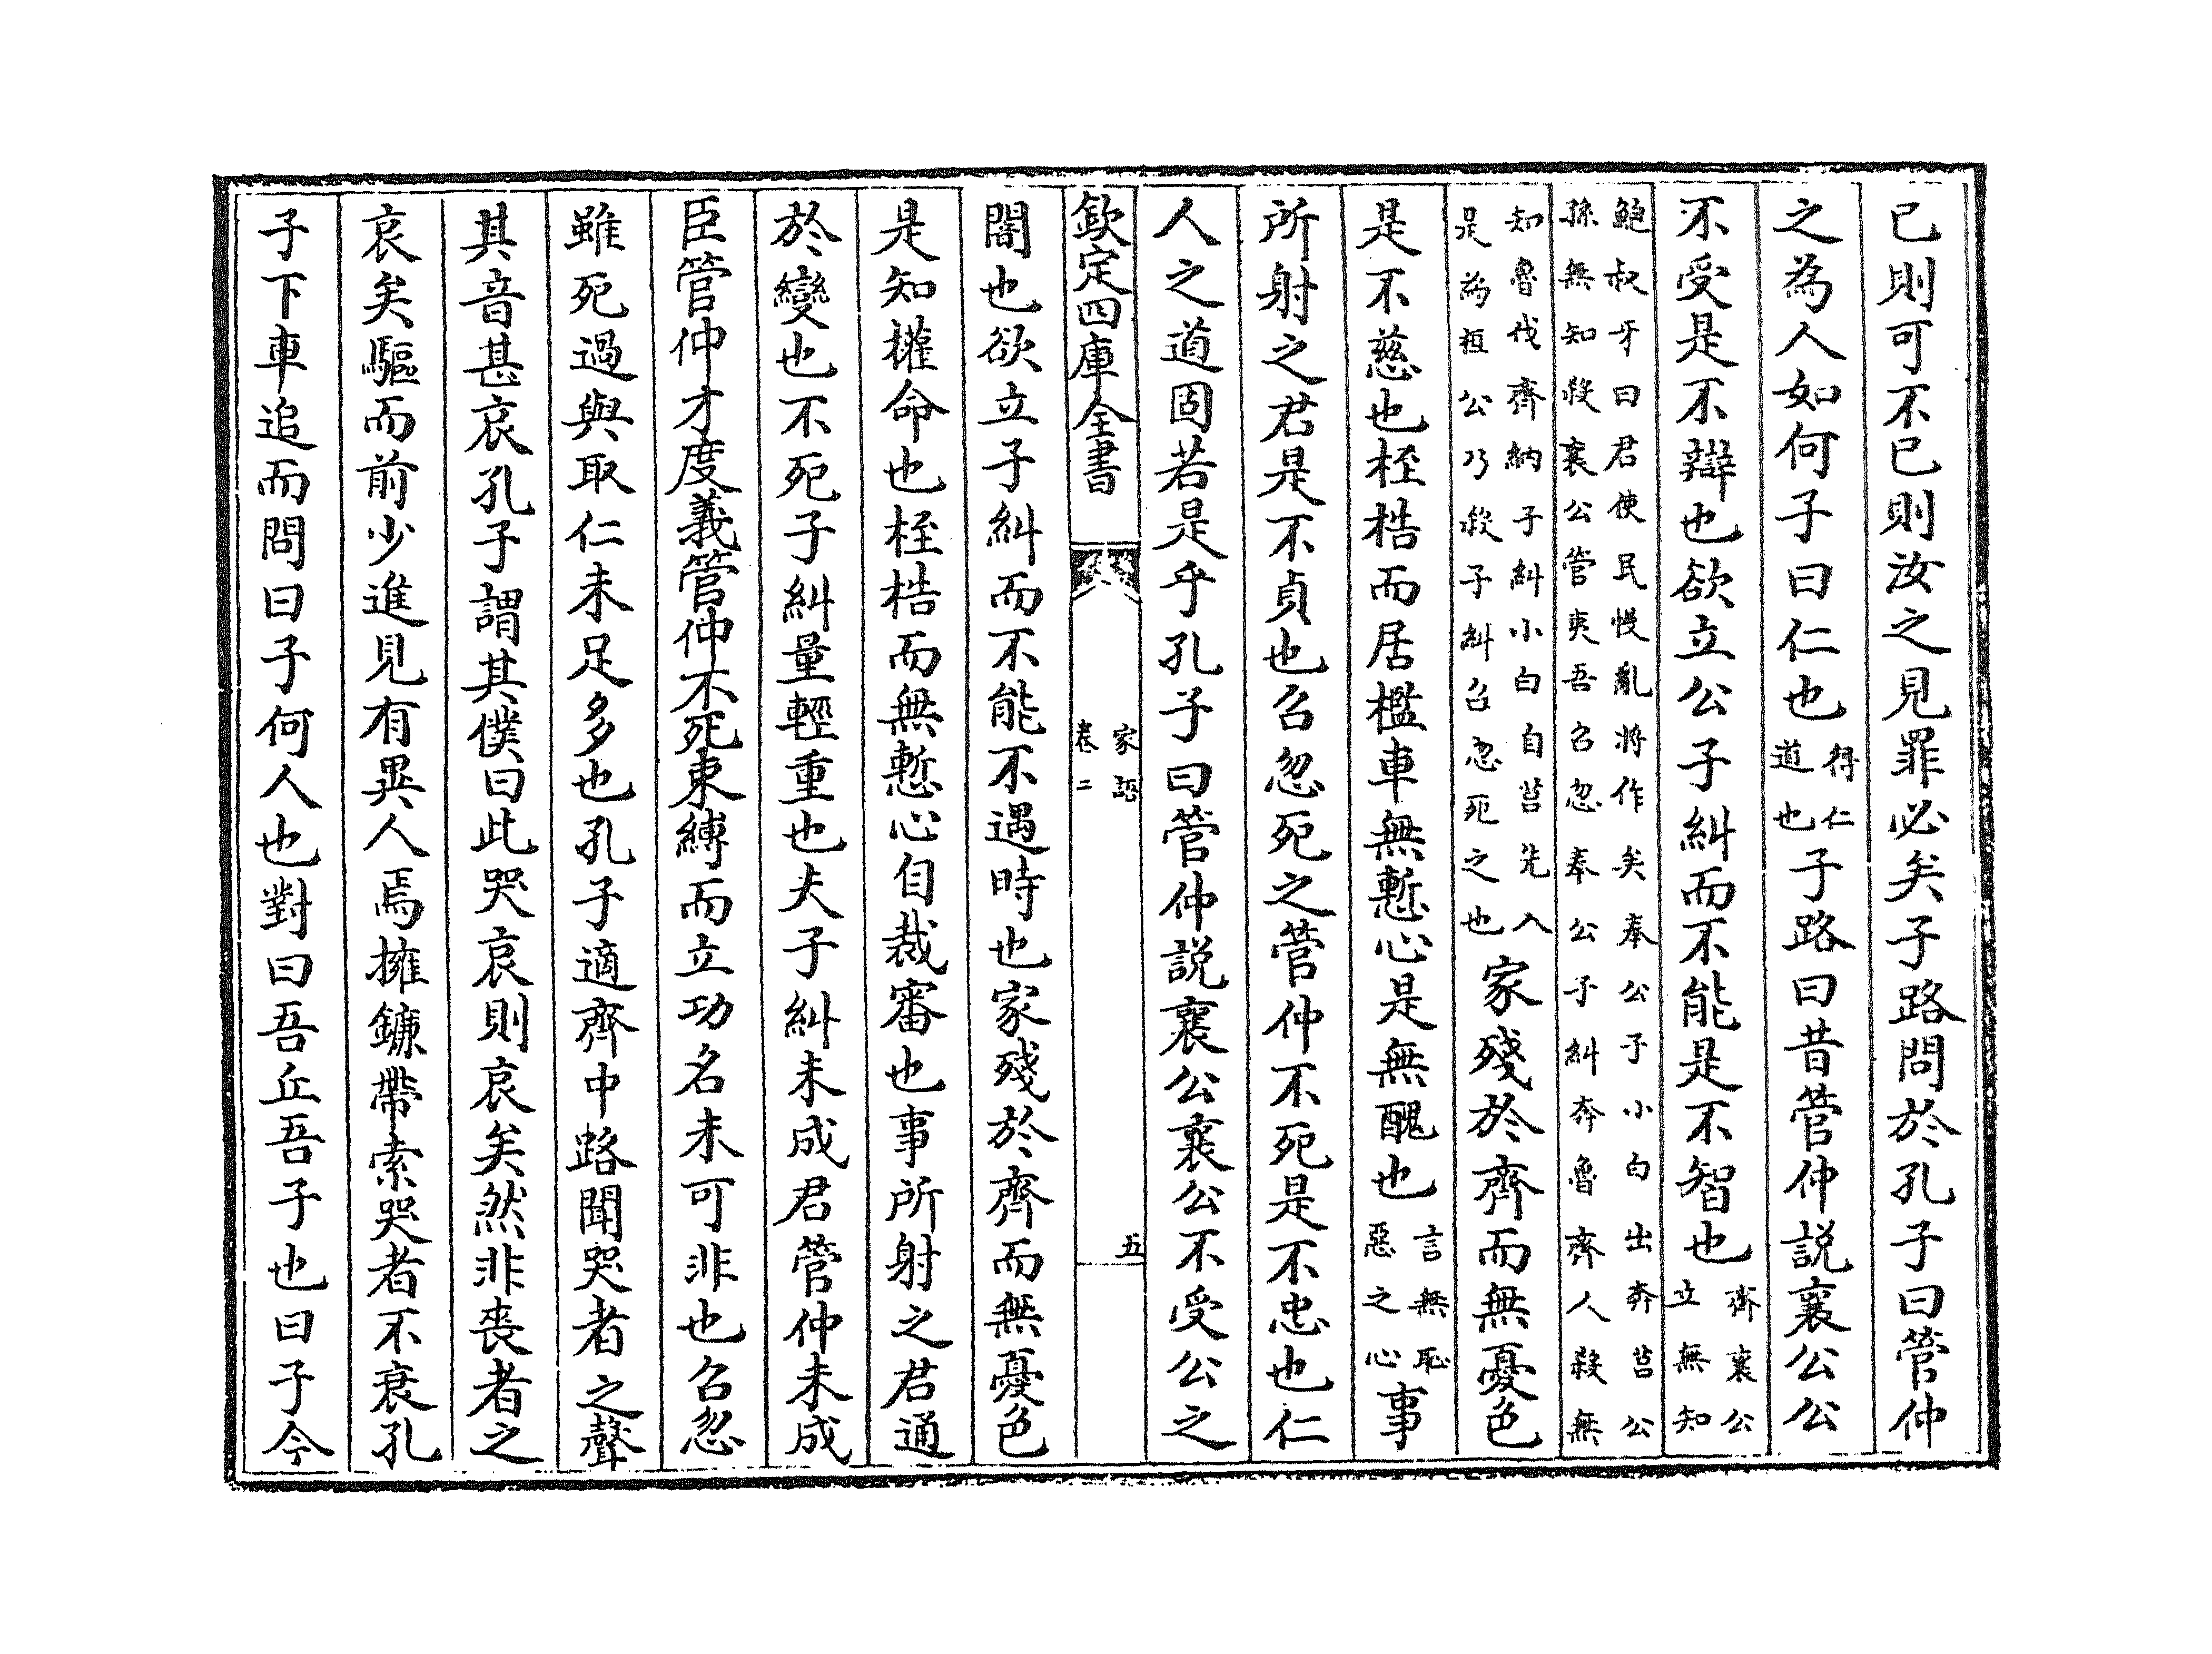 已則可不已則汝之見罪必矣子路問於孔子曰管仲
之為人如何子曰仁也得仁道也子路曰昔管仲説襄公公
不受是不辯也欲立公子糾而不能是不智也齊襄公立無知
鮑叔牙曰君使民慢亂將作矣奉公子小白出奔莒公孫無知殺襄公管夷吾召忽奉公子糾奔魯齊人殺無
知魯伐齊納子糾小白自莒先入是為桓公乃殺子糾召忽死之也家殘於齊而無憂色
是不慈也桎梏而居檻車無慙心是無醜也言無恥惡之心事
所射之君是不貞也召忽死之管仲不死是不忠也仁
人之道固若是乎孔子曰管仲説襄公襄公不受公之
欽定四庫全書 家語卷二 五
闇也欲立子糾而不能不遇時也家殘於齊而無憂色
是知權命也桎梏而無慙心自裁審也事所射之君通
於變也不死子糾量輕重也夫子糾未成君管仲未成
臣管仲才度義管仲不死束縛而立功名未可非也召忽
雖死過與取仁未足多也孔子適齊中路聞哭者之聲
其音甚哀孔子謂其僕曰此哭哀則哀矣然非喪者之
哀矣驅而前少進見有異人焉擁鐮帶索哭者不衰孔
子下車追而問曰子何人也對曰吾丘吾子也曰子今